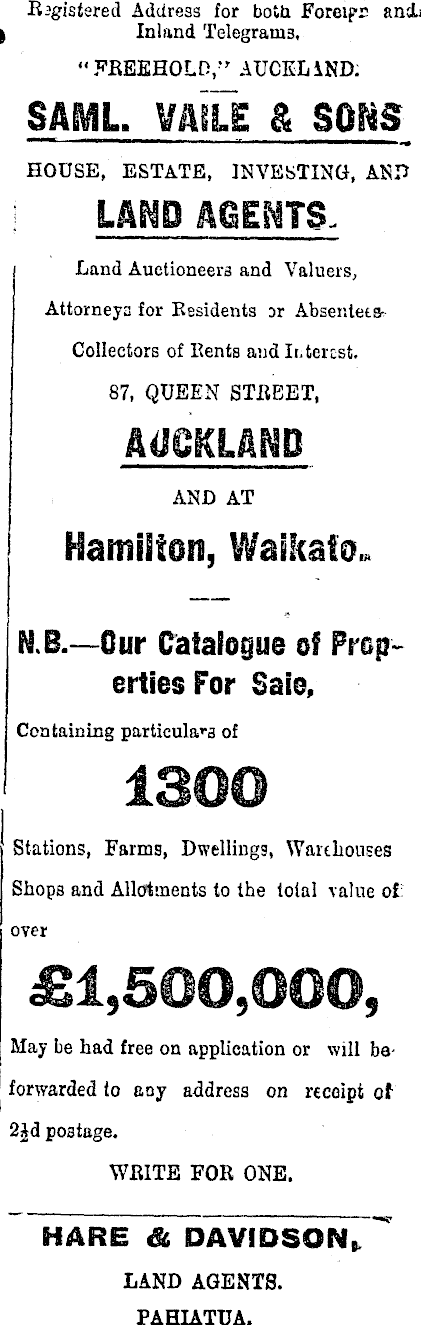 Registered Address for both Foreign and
Inland Telegrams,
"FREEHOLD," AUCKLAND.
SAML. VAILE & SONS
HOUSE, ESTATE, INVESTING, AND
LAND AGENTS.
Land Auctioneers and Valuers,
Attorneys for Residents or Absentees
Collectors of Rents and Interest.
87, QUEEN STREET,
AUCKLAND
AND AT
Hamilton, Waikato.
N.B.—Our Catalogue of Prop-
erties For Sale,
Containing particulars of
1300
Stations, Farms, Dwellings, Warehouses
Shops and Allotments to the total value of
over
£1,500,000,
May be had free on application or will be
forwarded to any address on receipt of
2½d postage.
WRITE FOR ONE.
HARE & DAVIDSON,
LAND AGENTS.
PAHIATUA.